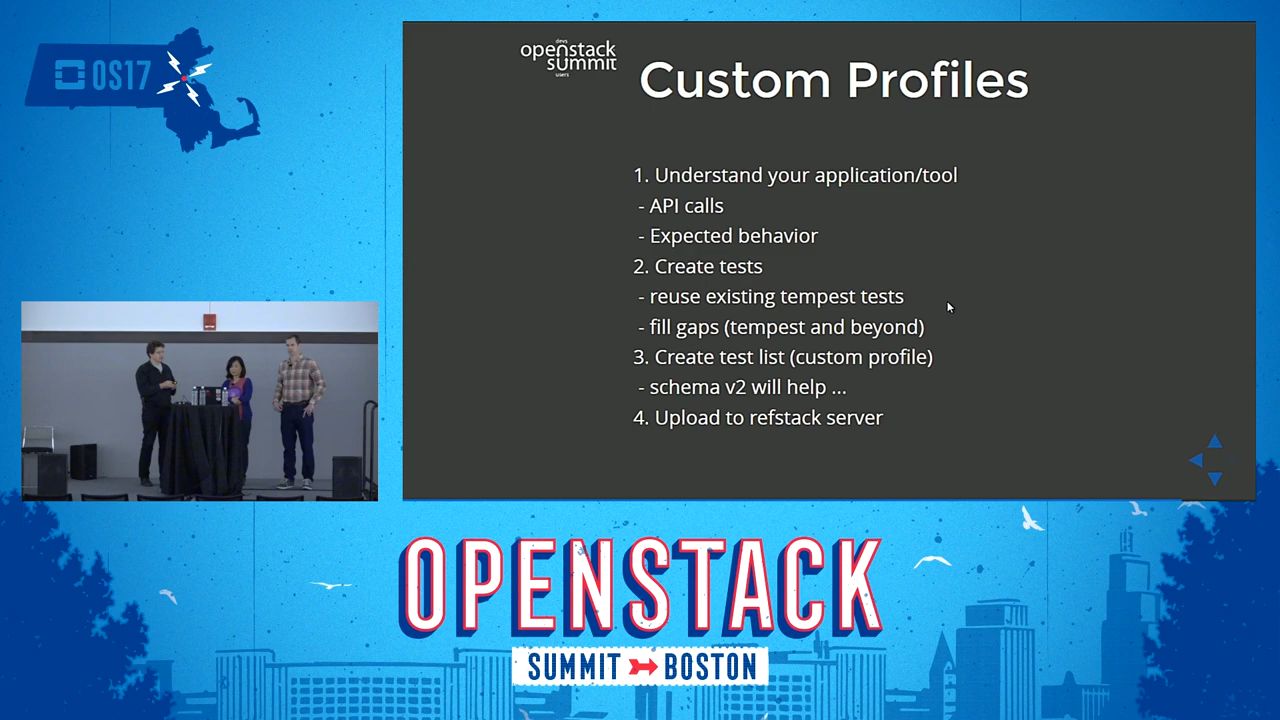 OS17
devs
openstack
summit
users
Custom Profiles
1. Understand your application/tool
- API calls
- Expected behavior
2. Create tests
- reuse existing tempest tests
- fill gaps (tempest and beyond)
3. Create test list (custom profile)
- schema v2 will help ...
4. Upload to refstack server
OPENSTACK
SUMMIT BOSTON